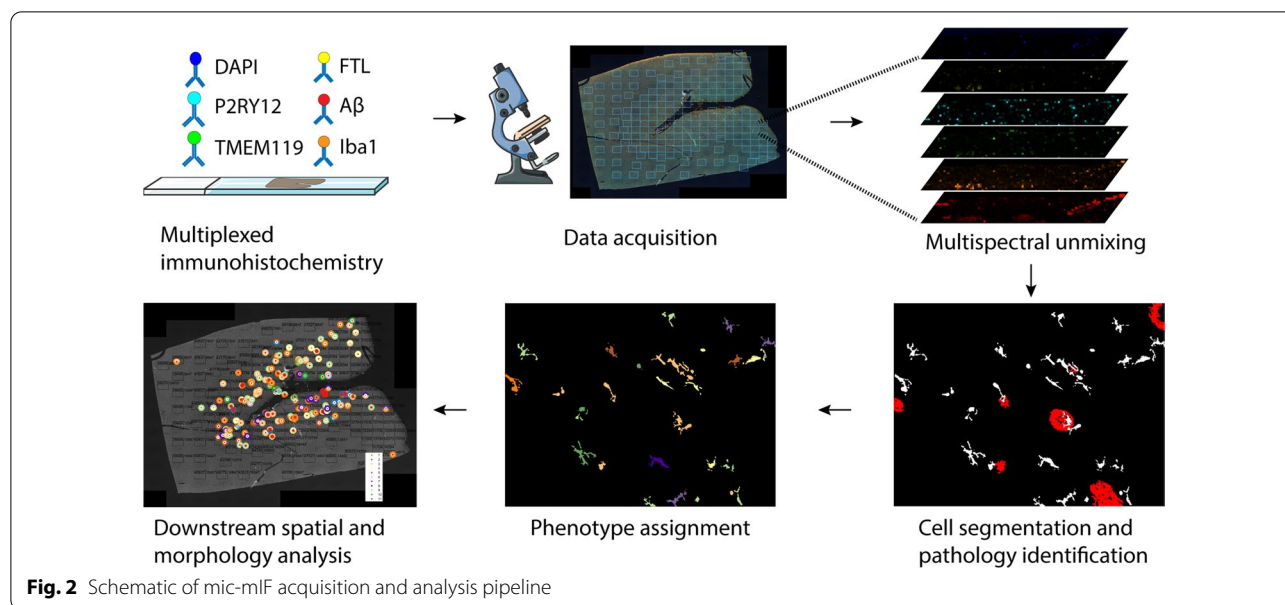 DAPI
FTL
P2RY12
Aβ
TMEM119
Iba1
Multiplexed
immunohistochemistry
Data acquisition
Multispectral unmixing
Downstream spatial and
morphology analysis
Phenotype assignment
Cell segmentation and
pathology identification
Fig. 2 Schematic of mic-mIF acquisition and analysis pipeline